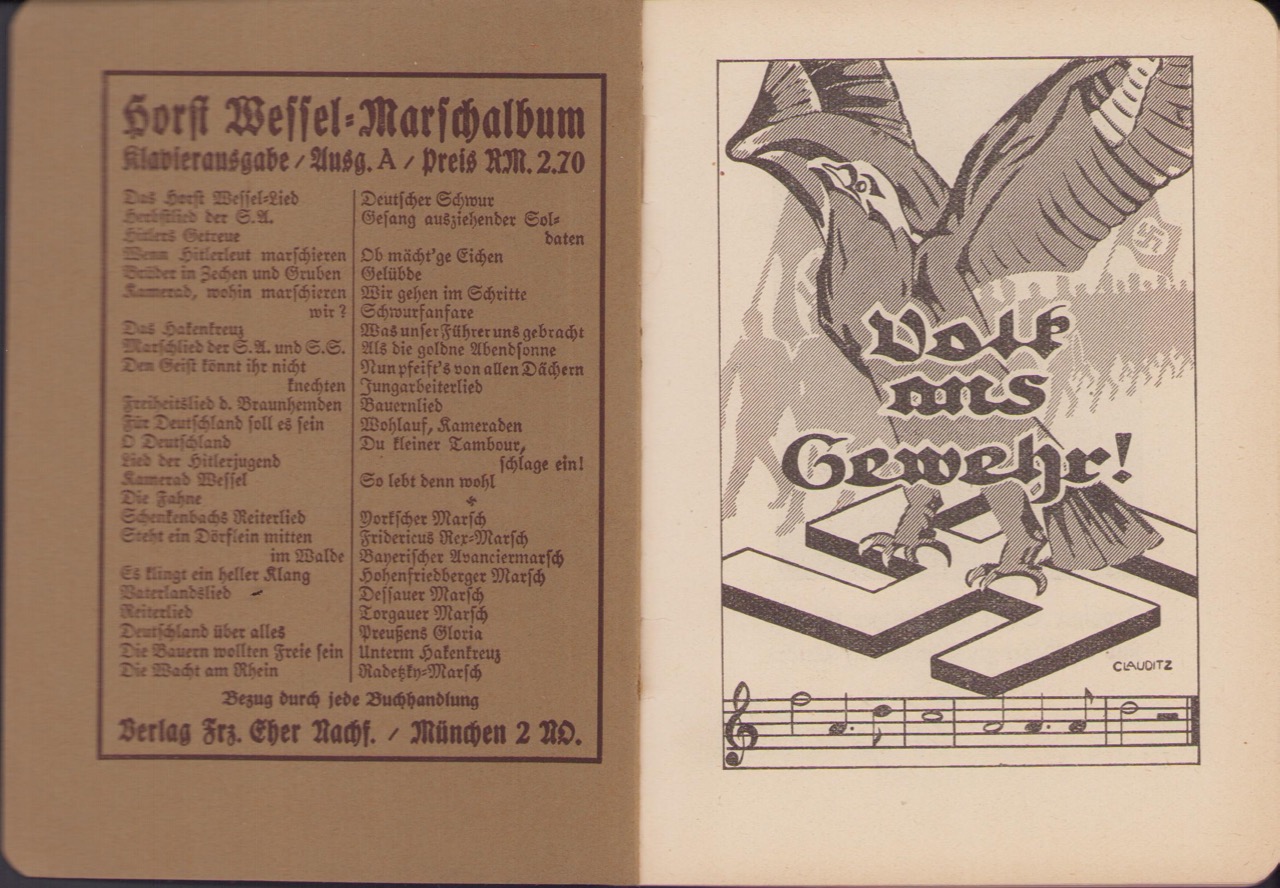 Horst Wessel-Marschalbum
Klavierausgabe / Ausg. A / Preis RM. 2.70
Das Horst Wessel-Lied
Herbstlied der S.A.
Hitlers Getreue
Wenn Hitlerleut marschieren
Brüder in Zechen und Gruben
Kamerad, wohin marschieren
wir?
Das Hakenkreuz
Marschlied der S.A. und S.S.
Dem Geist könnt ihr nicht
knechten
Freiheitslied d. Braunhemden
Für Deutschland soll es sein
O Deutschland
Lied der Hitlerjugend
Kamerad Wessel
Die Fahne
Schenkenbachs Reiterlied
Steht ein Dörflein mitten
im Walde
Es klingt ein heller Klang
Vaterlandslied
Reiterlied
Deutschland über alles
Die Bauern wollten Freie sein
Die Wacht am Rhein
Deutscher Schwur
Gesang ausziehender Sol-
daten
Ob mächt'ge Eichen
Gelübde
Wir gehen im Schritte
Schwurfanfare
Was unser Führer uns gebracht
Als die goldne Abendsonne
Nun pfeift's von allen Dächern
Jungarbeiterlied
Bauernlied
Wohlauf, Kameraden
Du kleiner Tambour,
schlage ein!
So lebt denn wohl
Yorkscher Marsch
Fridericus Rex-Marsch
Bayerischer Avanciermarsch
Hohenfriedberger Marsch
Dessauer Marsch
Torgauer Marsch
Preußens Gloria
Unterm Hakenkreuz
Radetzky-Marsch
Bezug durch jede Buchhandlung
Verlag Frz. Eher Nachf. / München 2 NO.
Volk
ans
Gewehr!
CLAUDITZ